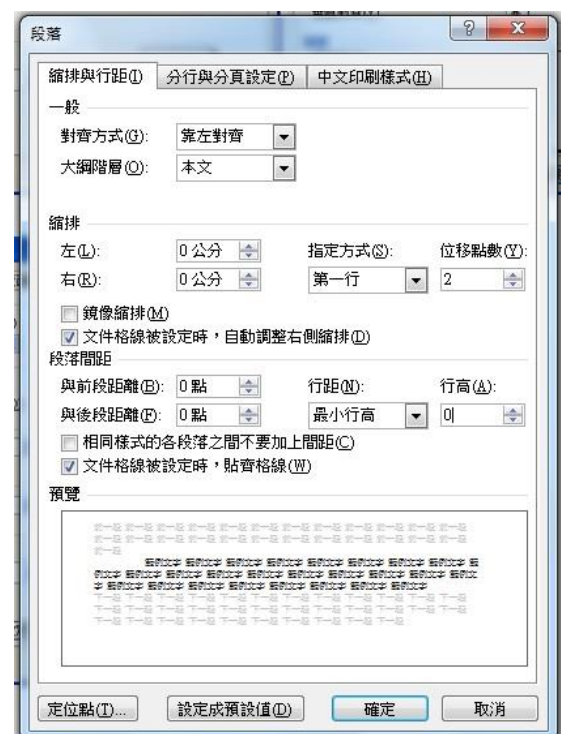 段落
縮排與行距(I) 分行與分頁設定(P) 中文印刷樣式(H)
一般
對齊方式(G): 靠左對齊
大綱階層(O): 本文
縮排
左(L): 0 公分 指定方式(S): 位移點數(Y):
右(R): 0 公分 第一行 2
鏡像縮排(M)
文件格線被設定時，自動調整右側縮排(D)
段落間距
與前段距離(B): 0 點 行距(N): 行高(A):
與後段距離(F): 0 點 最小行高 0
相同樣式的各段落之間不要加上間距(C)
文件格線被設定時，貼齊格線(W)
預覽
定位點(T)... 設定成預設值(D) 確定 取消